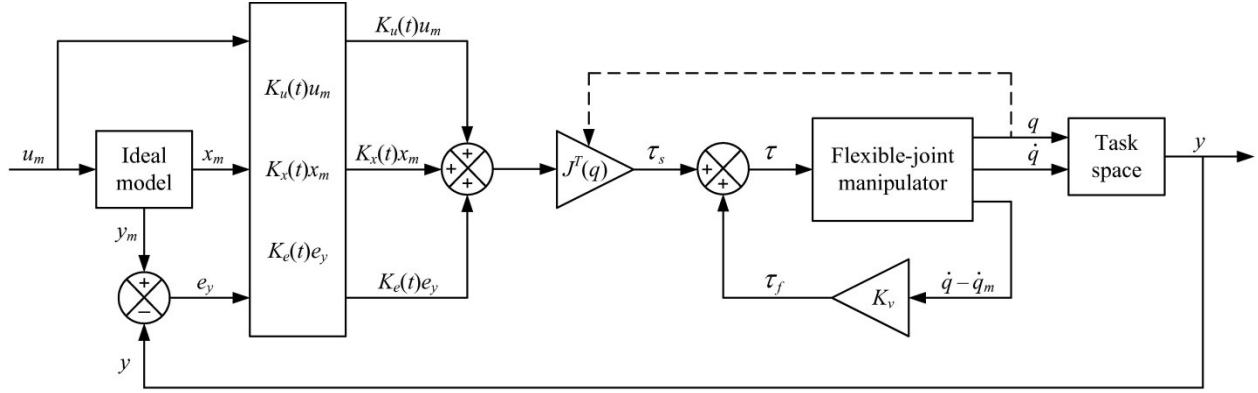 u_m
Ideal
model
x_m
y_m
+
−
e_y
y
K_u(t)u_m
K_x(t)x_m
K_e(t)e_y
K_u(t)u_m
K_x(t)x_m
K_e(t)e_y
+
+
+
J^T(q)
τ_s
+
+
τ
Flexible-joint
manipulator
q
q̇
Task
space
y
τ_f
K_v
q̇ − q̇_m